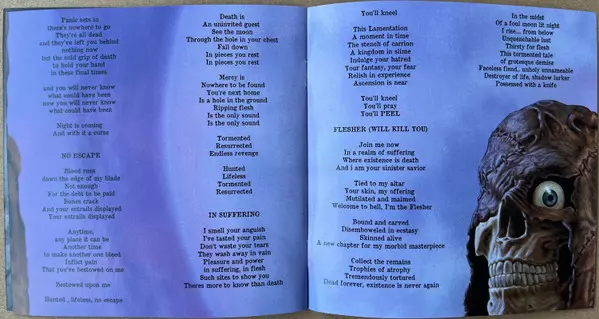 Panic sets in
there's nowhere to go
They're all dead
and they've left you behind
nothing now
but the cold grip of death
to hold your hand
in these final times
and you will never know
what could have been
now you will never know
what could have been
Night is coming
And with it a curse
NO ESCAPE
Blood runs
down the edge of my blade
Not enough
For the debt to be paid
Bones crack
And your entrails displayed
Your entrails displayed
Anytime,
any place it can be
Another time
to make another one bleed
Inflict pain
That you've bestowed on me
Bestowed upon me
Hunted , lifeless, no escape
Death is
An uninvited guest
See the moon
Through the hole in your chest
Fall down
In pieces you rest
In pieces you rest
Mercy is
Nowhere to be found
You're next home
Is a hole in the ground
Ripping flesh
Is the only sound
Is the only sound
Tormented
Resurrected
Endless revenge
Hunted
Lifeless
Tormented
Resurrected
IN SUFFERING
I smell your anguish
I've tasted your pain
Don't waste your tears
They wash away in vain
Pleasure and power
in suffering, in flesh
Such sites to show you
Theres more to know than death
You'll kneel
This Lamentation
A moment in time
The stench of carrion
A kingdom in slime
Indulge your hatred
Your fantasy, your fear
Relish in experience
Ascension is near
You'll kneel
You'll pray
You'll PEEL
FLESHER (WILL KILL YOU)
Join me now
In a realm of suffering
Where existence is death
And i am your sinister savior
Tied to my altar
Your skin, my offering
Mutilated and maimed
Welcome to hell, I'm the Flesher
Bound and carved
Disemboweled in ecstasy
Skinned alive
A new chapter for my morbid masterpiece
Collect the remains
Trophies of atrophy
Tremendously tortured
Dead forever, existence is never again
In the midst
Of a foul moon lit night
I rise... from below
Unquenchable lust
Thirsty for flesh
This tormented tale
of grotesque demise
Faceless fiend, unholy unnameable
Destroyer of life, shadow lurker
Possessed with a knife